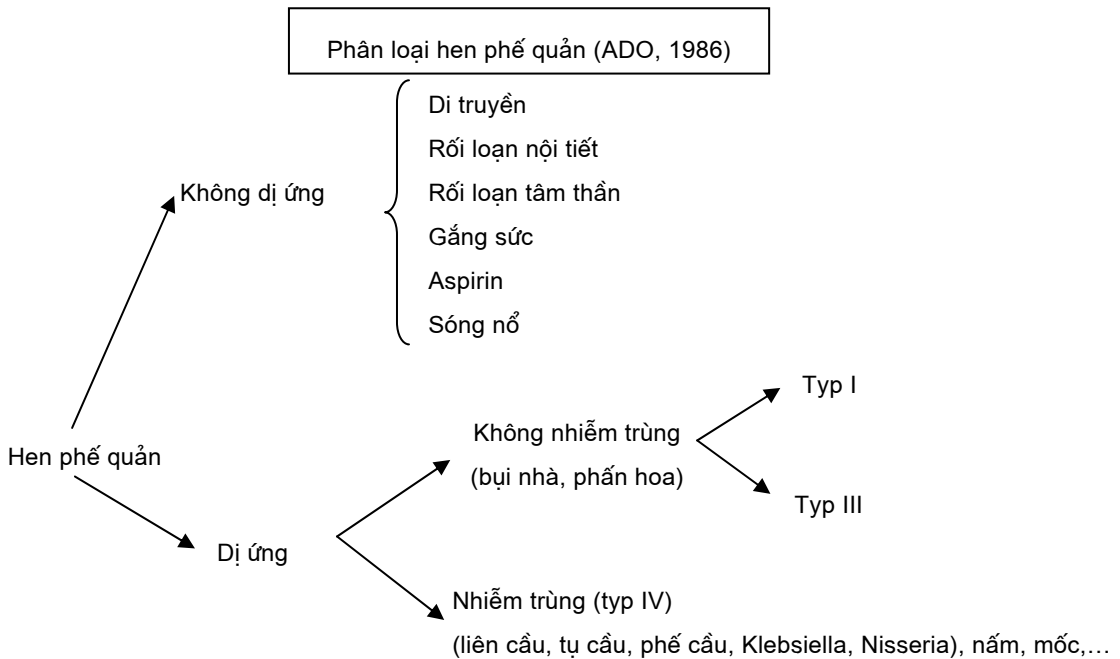 Phân loại hen phế quản (ADO, 1986)
Di truyền
Rối loạn nội tiết
Không dị ứng
Rối loạn tâm thần
Gắng sức
Aspirin
Sóng nổ
Typ I
Không nhiễm trùng
Hen phế quản
(bụi nhà, phấn hoa)
Typ III
Dị ứng
Nhiễm trùng (typ IV)
(liên cầu, tụ cầu, phế cầu, Klebsiella, Nisseria), nấm, mốc,…